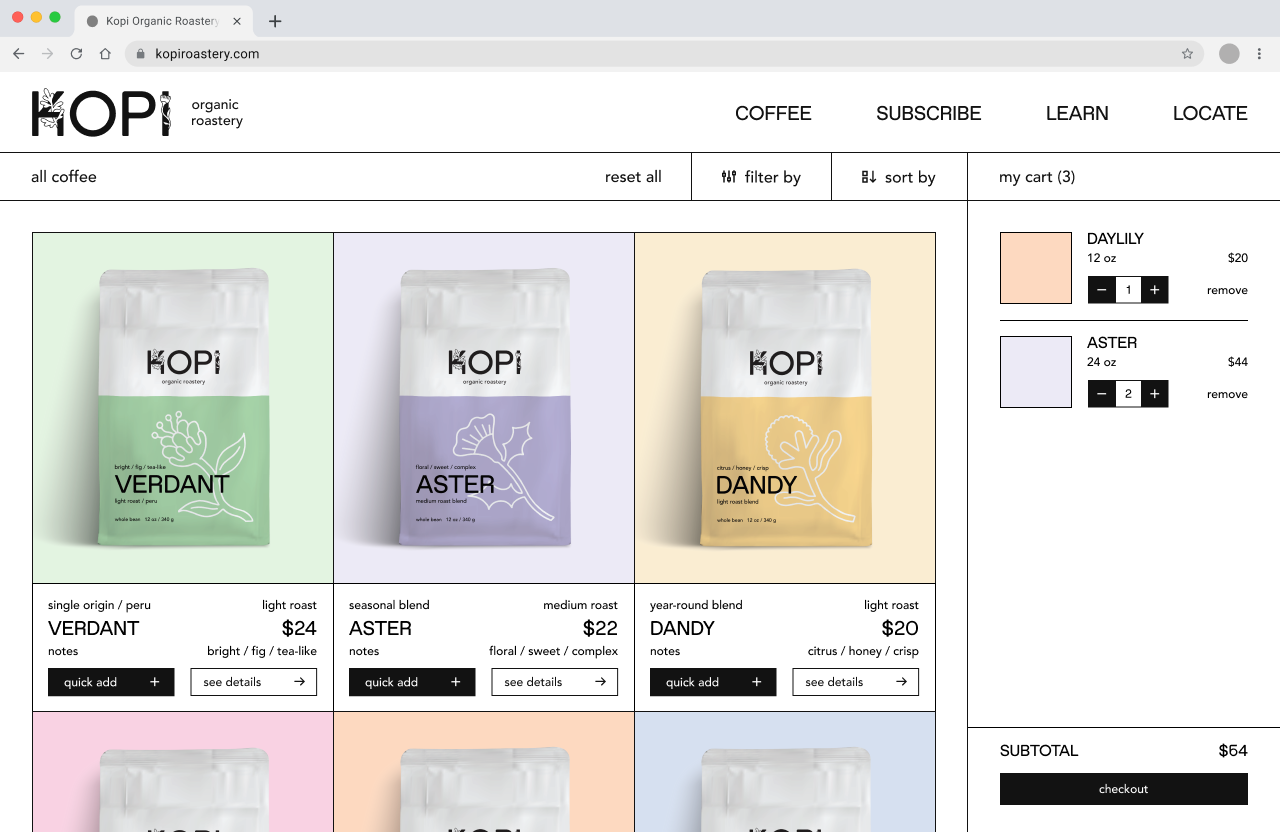 Kopi Organic Roastery
kopiroastery.com
KOPI
organic
roastery
COFFEE
SUBSCRIBE
LEARN
LOCATE
all coffee
reset all
filter by
sort by
my cart (3)
KOPI
organic roastery
bright / fig / tea-like
VERDANT
light roast / peru
whole bean 12 oz / 340 g
KOPI
organic roastery
floral / sweet / complex
ASTER
medium roast blend
whole bean 12 oz / 340 g
KOPI
organic roastery
citrus / honey / crisp
DANDY
light roast blend
whole bean 12 oz / 340 g
single origin / peru
light roast
VERDANT
$24
notes
bright / fig / tea-like
quick add +
see details →
seasonal blend
medium roast
ASTER
$22
notes
floral / sweet / complex
quick add +
see details →
year-round blend
light roast
DANDY
$20
notes
citrus / honey / crisp
quick add +
see details →
KOPI
KOPI
KOPI
DAYLILY
12 oz
$20
− 1 +
remove
ASTER
24 oz
$44
− 2 +
remove
SUBTOTAL
$54
checkout